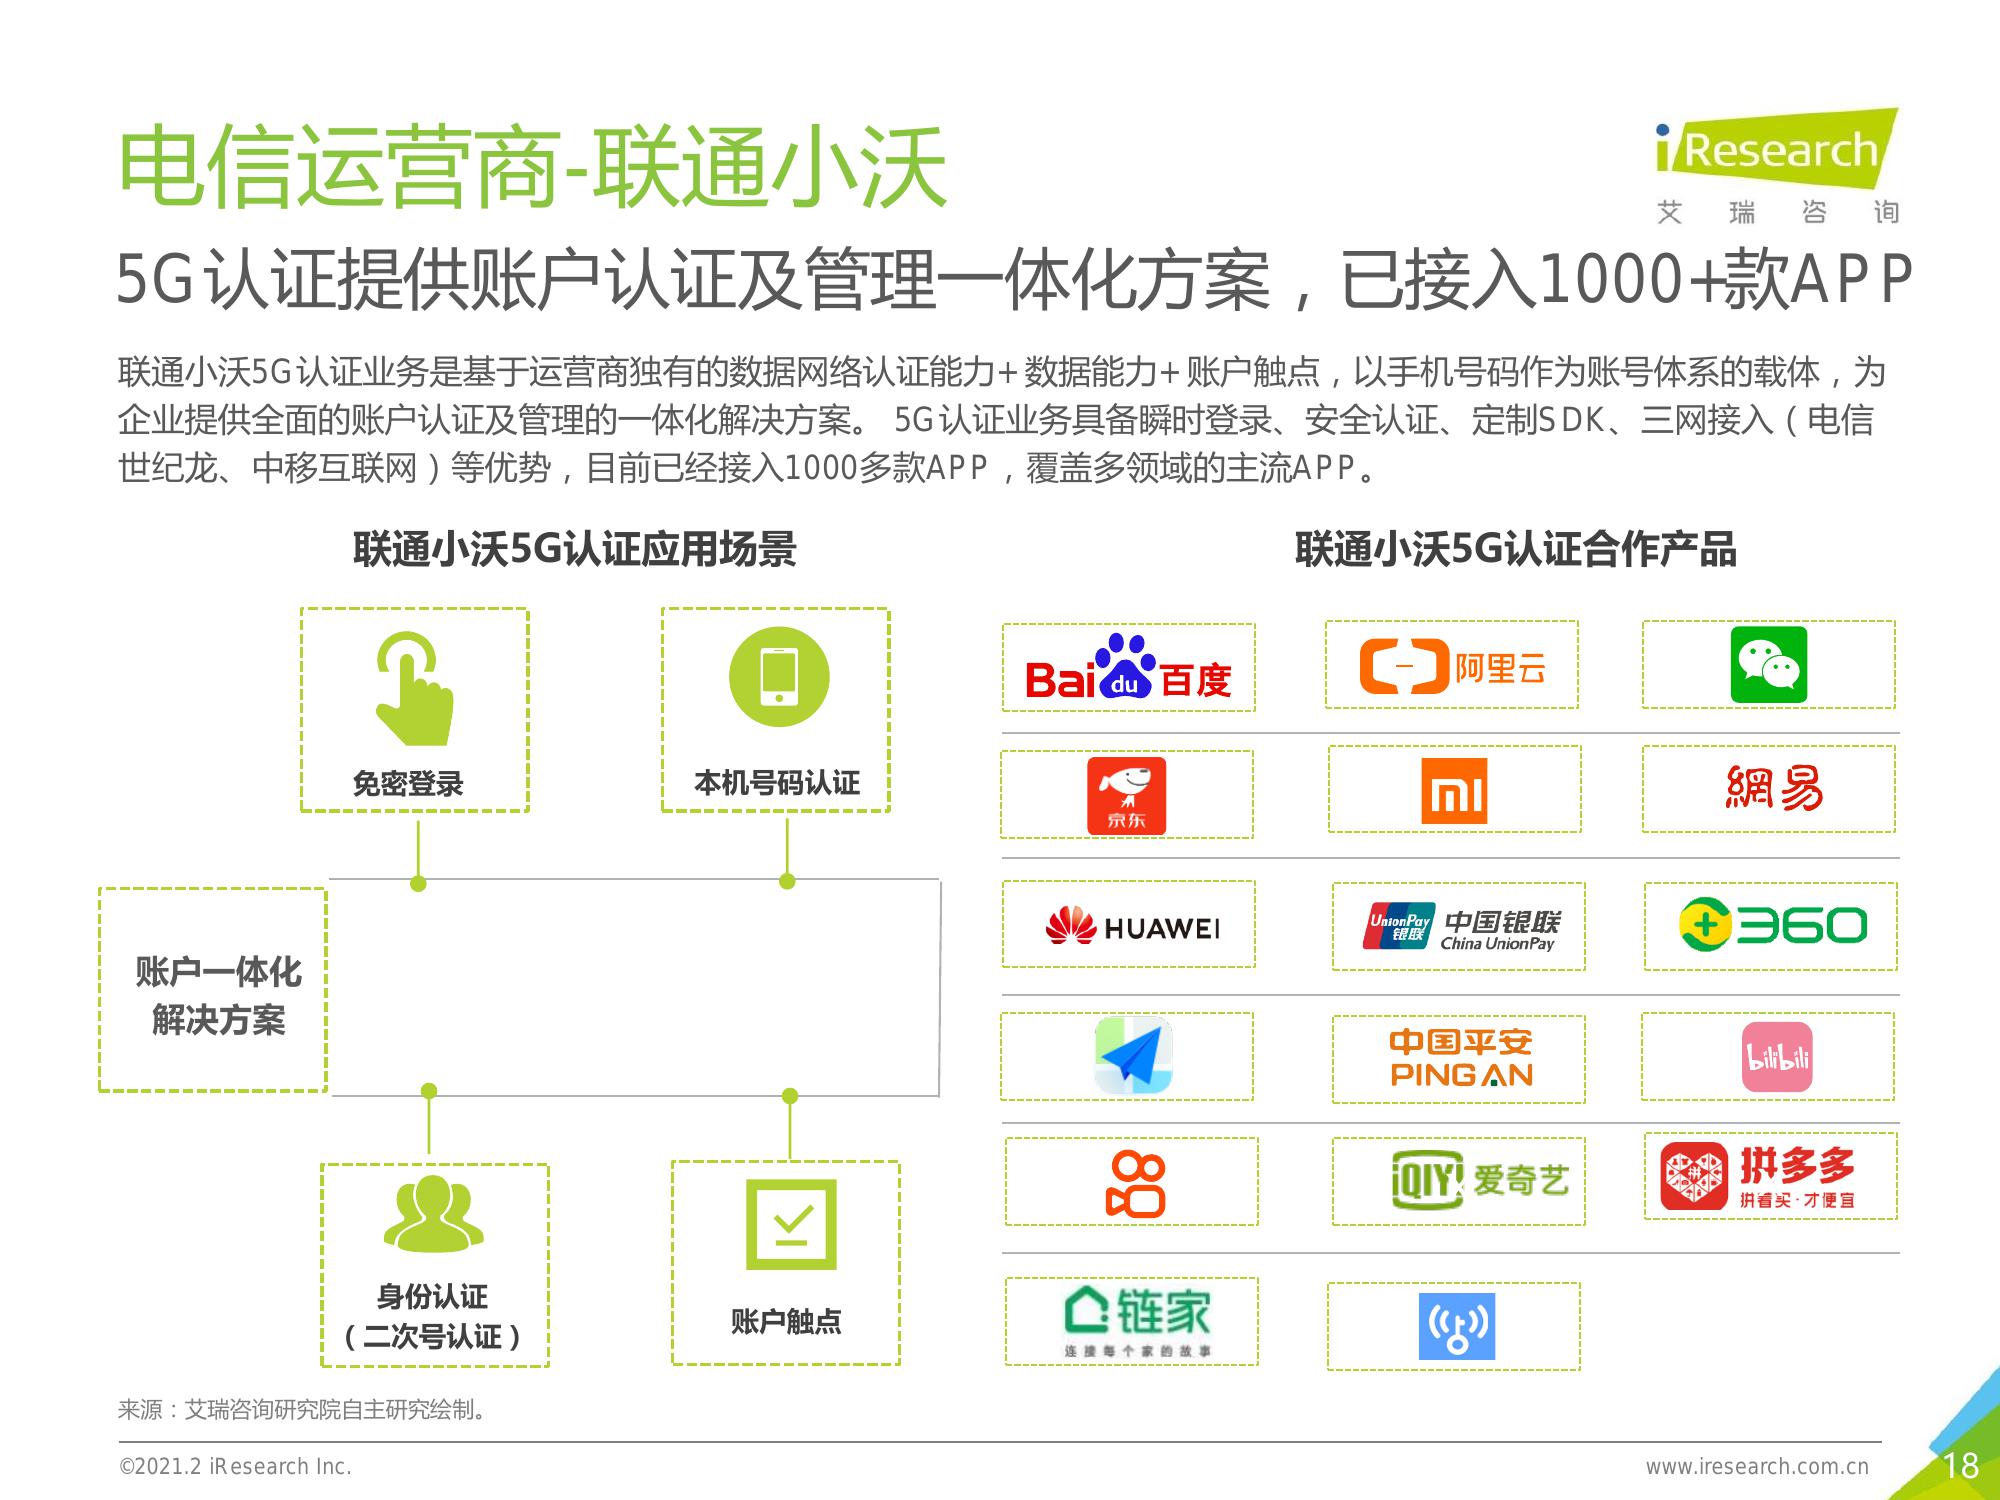 电信运营商-联通小沃
iResearch
艾瑞咨询
5G认证提供账户认证及管理一体化方案，已接入1000+款APP
联通小沃5G认证业务是基于运营商独有的数据网络认证能力+数据能力+账户触点，以手机号码作为账号体系的载体，为
企业提供全面的账户认证及管理的一体化解决方案。 5G认证业务具备瞬时登录、安全认证、定制SDK、三网接入（电信
世纪龙、中移互联网）等优势，目前已经接入1000多款APP，覆盖多领域的主流APP。
联通小沃5G认证应用场景
免密登录
本机号码认证
账户一体化
解决方案
身份认证
（二次号认证）
账户触点
联通小沃5G认证合作产品
Bai du 百度
阿里云
京东
mi
網易
HUAWEI
UnionPay
银联
中国银联
China UnionPay
360
中国平安
PING AN
bilibili
iQIYI 爱奇艺
拼
拼多多
拼着买·才便宜
链家
连接每个家的故事
来源：艾瑞咨询研究院自主研究绘制。
©2021.2 iResearch Inc.
www.iresearch.com.cn
18